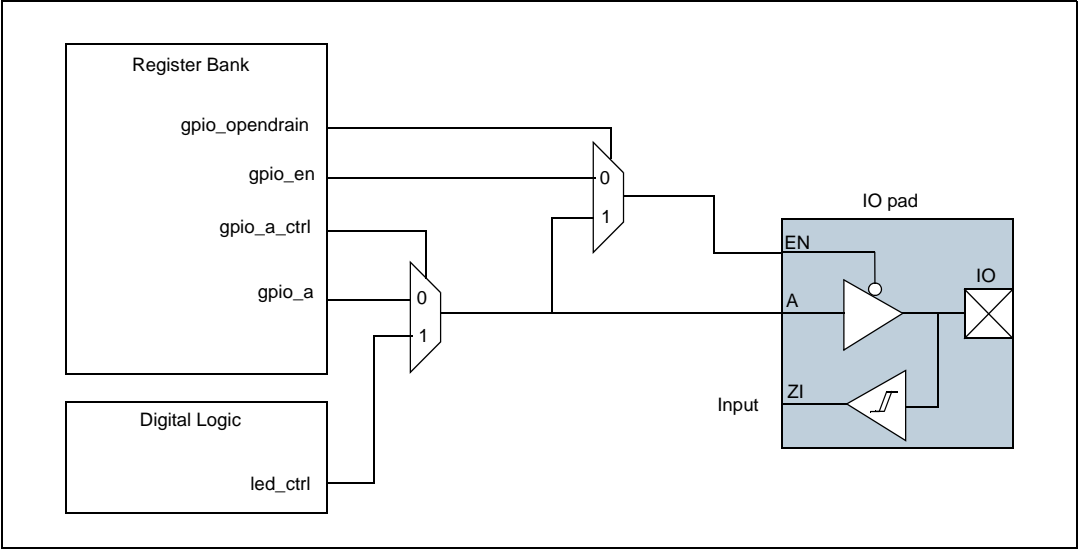 Register Bank
gpio_opendrain
gpio_en
0
gpio_a_ctrl
1
IO pad
EN
IO
gpio_a
0
A
1
Input
ZI
Digital Logic
led_ctrl